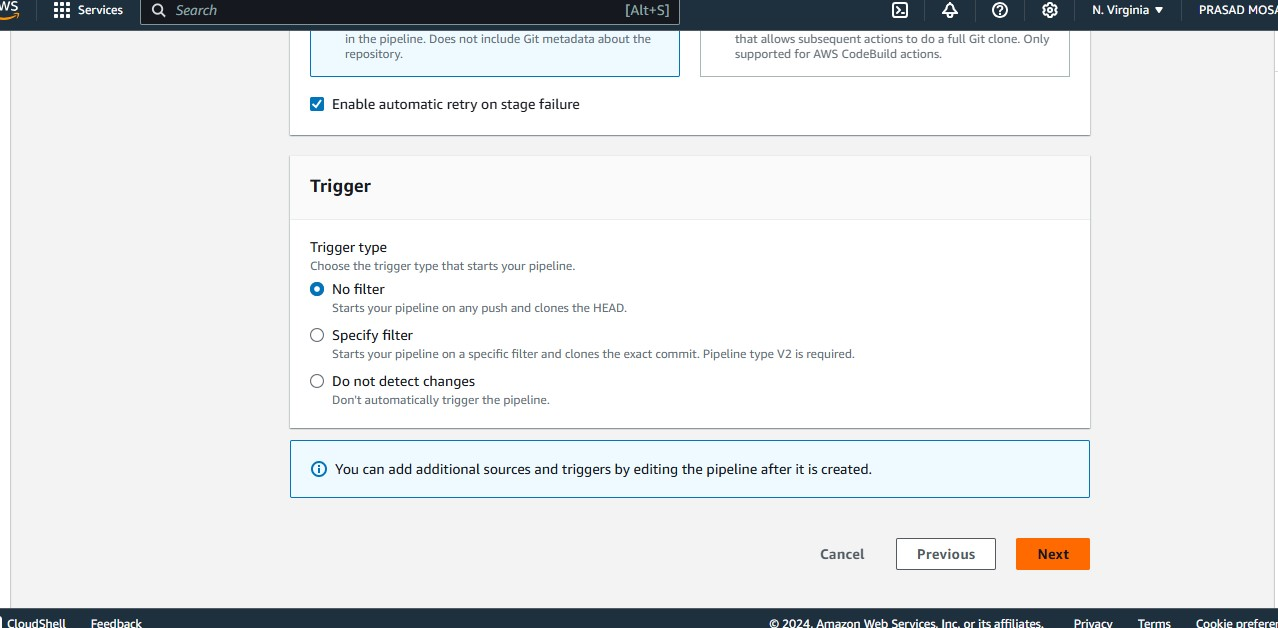 Services
Search [Alt+S]
N. Virginia
PRASAD
in the pipeline. Does not include Git metadata about the
repository.
that allows subsequent actions to do a full Git clone. Only
supported for AWS CodeBuild actions.
Enable automatic retry on stage failure
Trigger
Trigger type
Choose the trigger type that starts your pipeline.
No filter
Starts your pipeline on any push and clones the HEAD.
Specify filter
Starts your pipeline on a specific filter and clones the exact commit. Pipeline type V2 is required.
Do not detect changes
Don't automatically trigger the pipeline.
You can add additional sources and triggers by editing the pipeline after it is created.
Cancel Previous Next
CloudShell Feedback © 2024, Amazon Web Services, Inc. or its affiliates. Privacy Terms Cookie